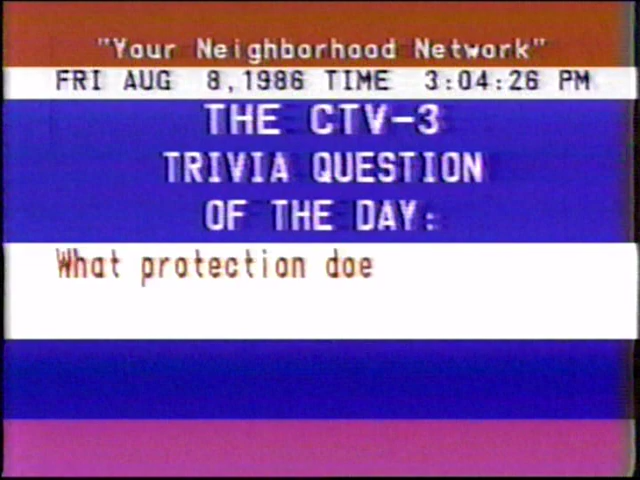 "Your Neighborhood Network"
FRI AUG 8,1986 TIME 3:04:26 PM
THE CTV-3
TRIVIA QUESTION
OF THE DAY:
What protection doe